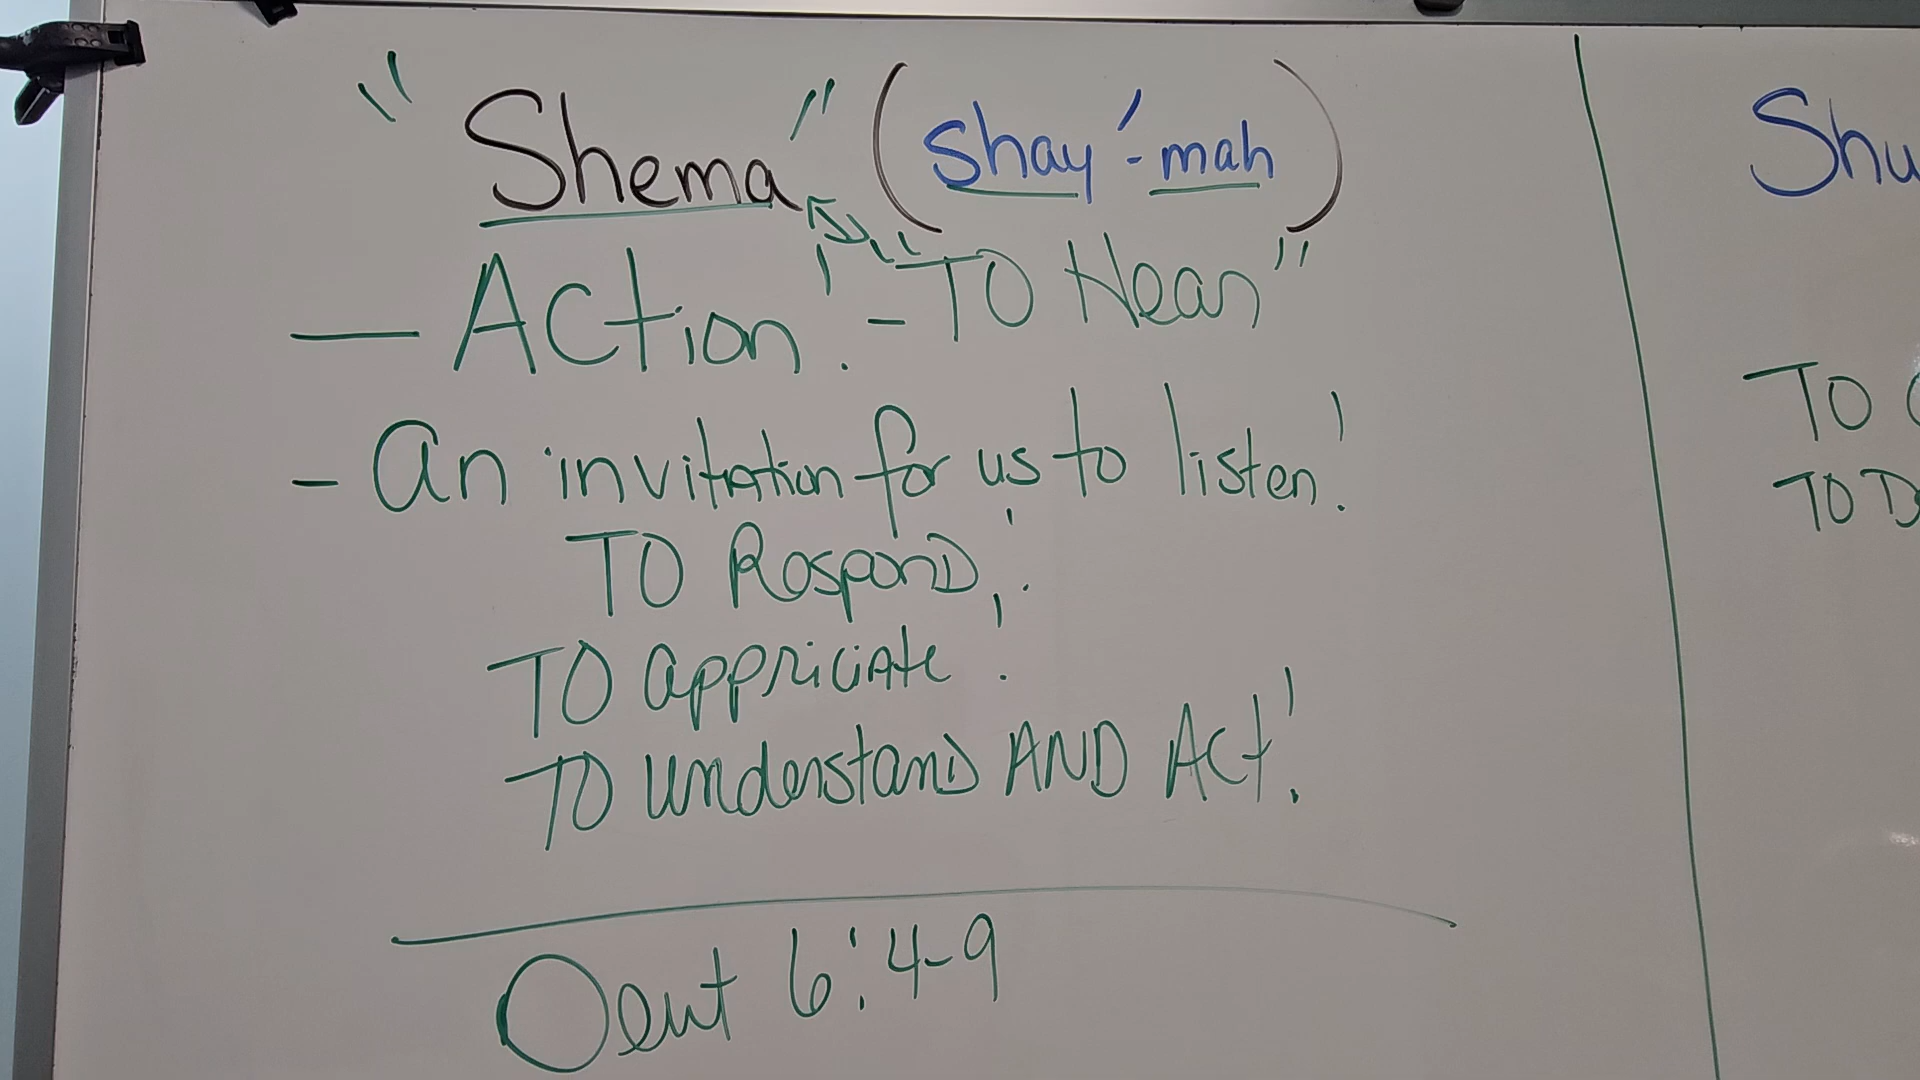 "Shema" (shay'-mah)
— Action! - "TO Hear"
- An invitation for us to listen!
TO Respond,!
TO appriciate!
TO understand AND Act!
Deut 6:4-9
Shu
TO
TO D